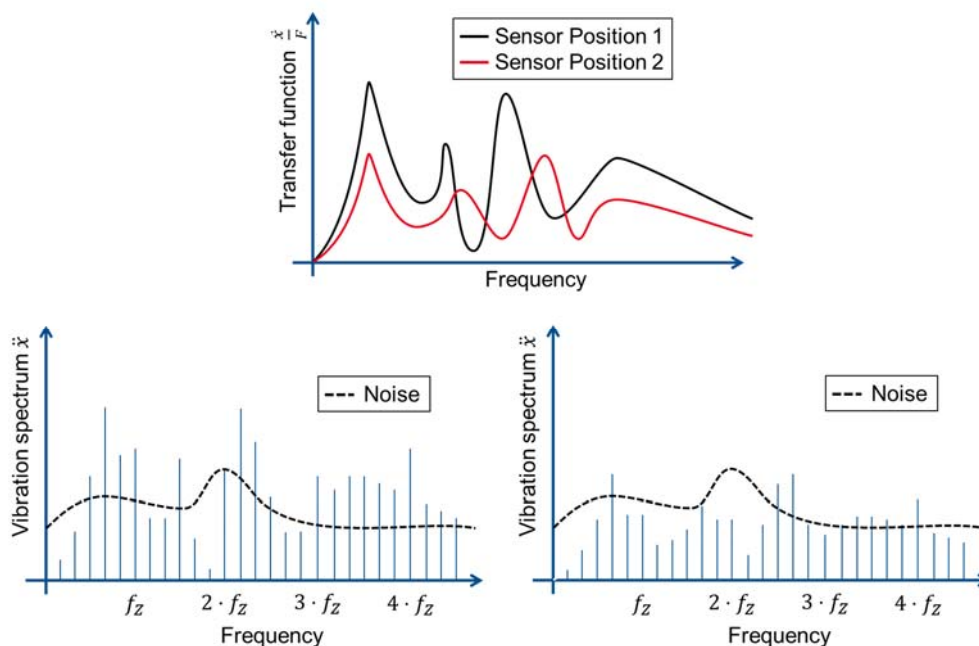 Transfer function ẍ/F
Sensor Position 1
Sensor Position 2
Frequency
Vibration spectrum ẍ
Noise
f_Z
2 · f_Z
3 · f_Z
4 · f_Z
Frequency
Vibration spectrum ẍ
Noise
f_Z
2 · f_Z
3 · f_Z
4 · f_Z
Frequency